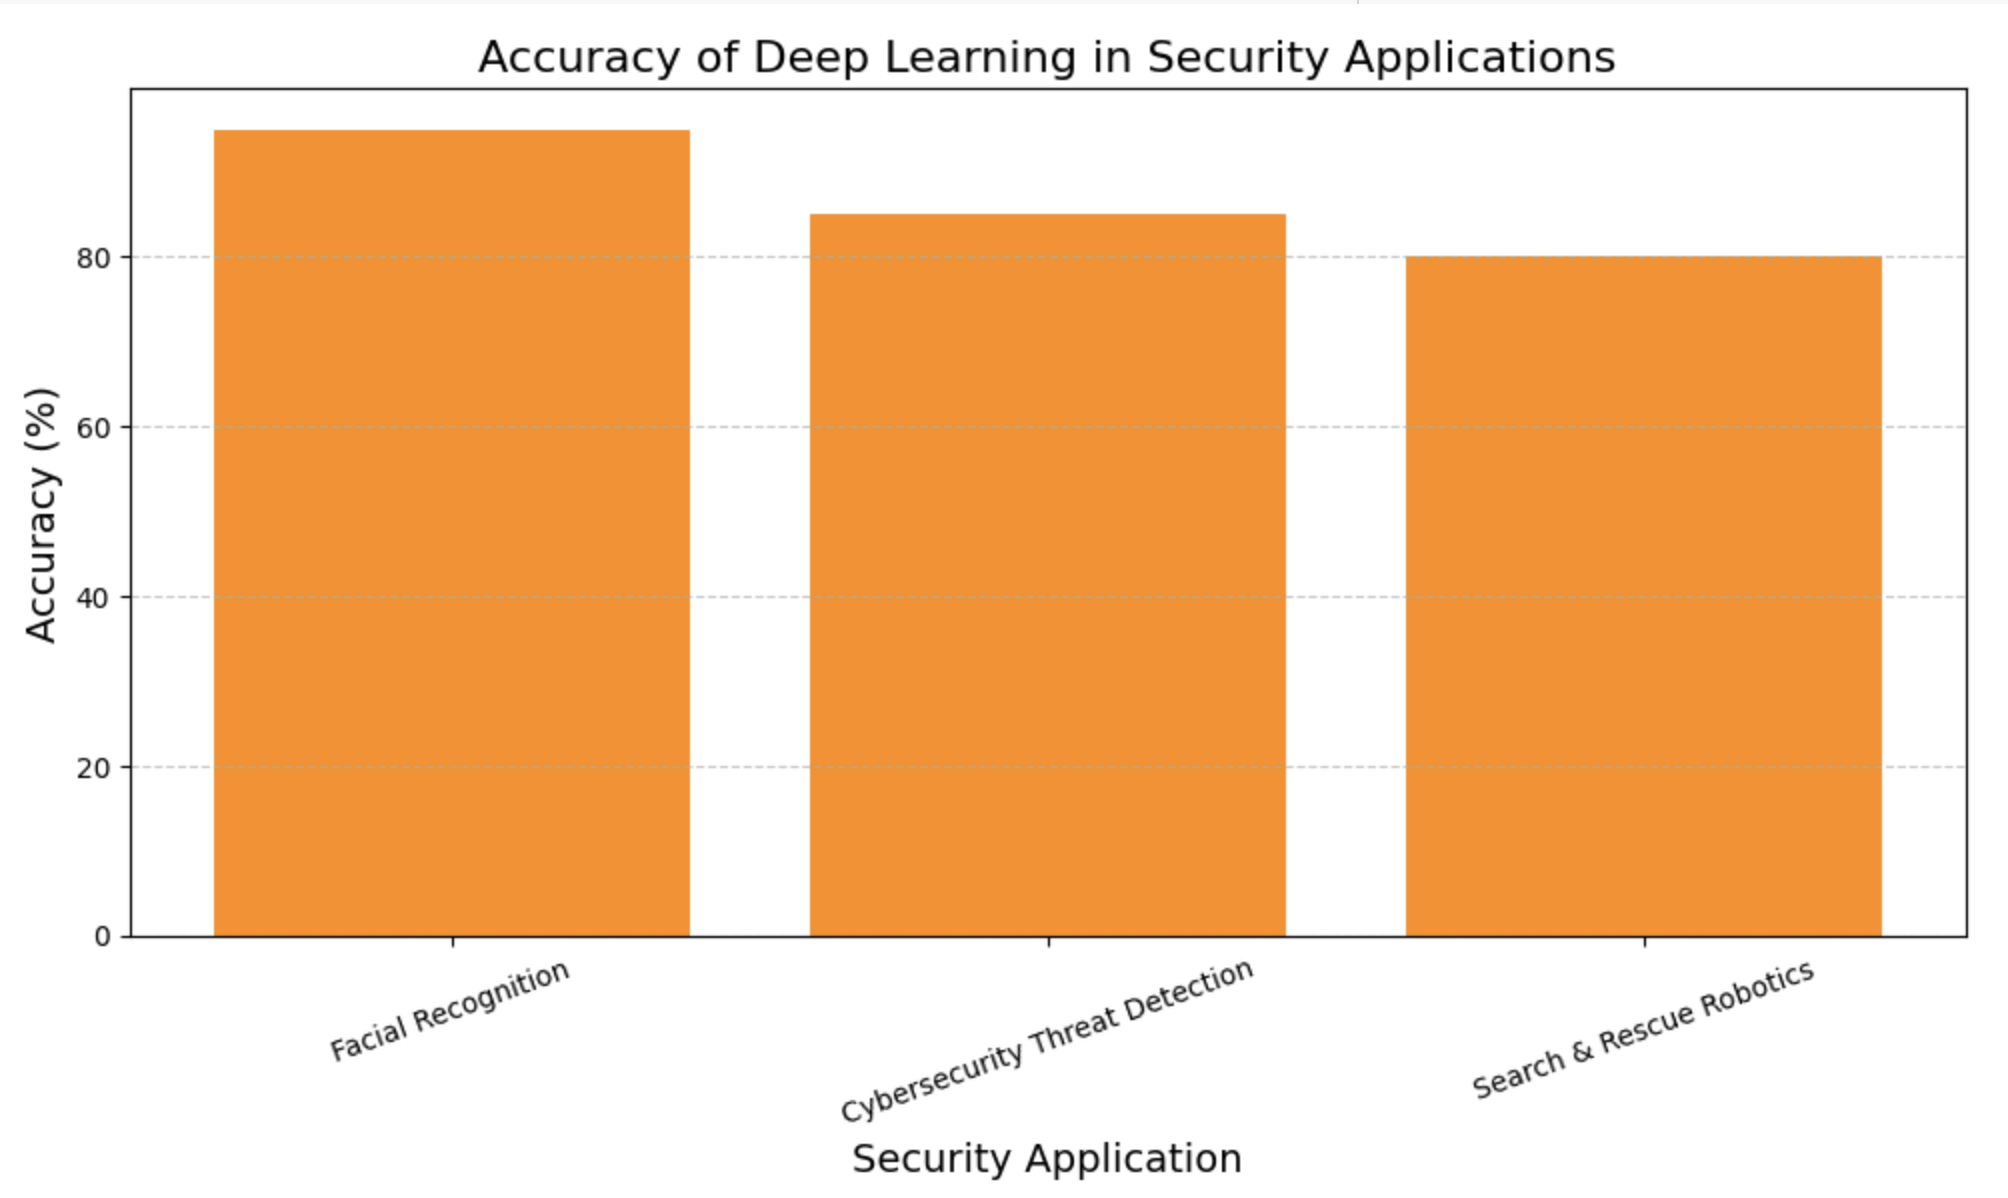 Accuracy of Deep Learning in Security Applications
Accuracy (%)
80
60
40
20
0
Facial Recognition
Cybersecurity Threat Detection
Search & Rescue Robotics
Security Application